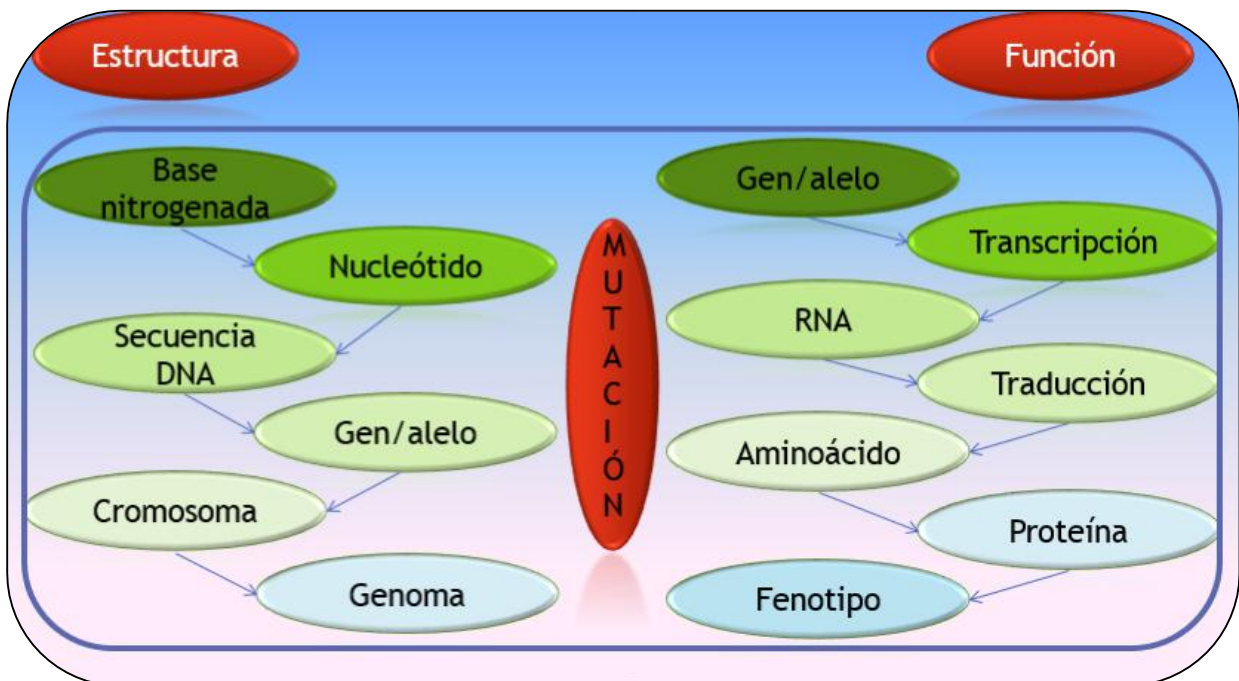 Estructura
Función
Base
nitrogenada
Nucleótido
Secuencia
DNA
Gen/alelo
Cromosoma
Genoma
M
U
T
A
C
I
Ó
N
Gen/alelo
Transcripción
RNA
Traducción
Aminoácido
Proteína
Fenotipo